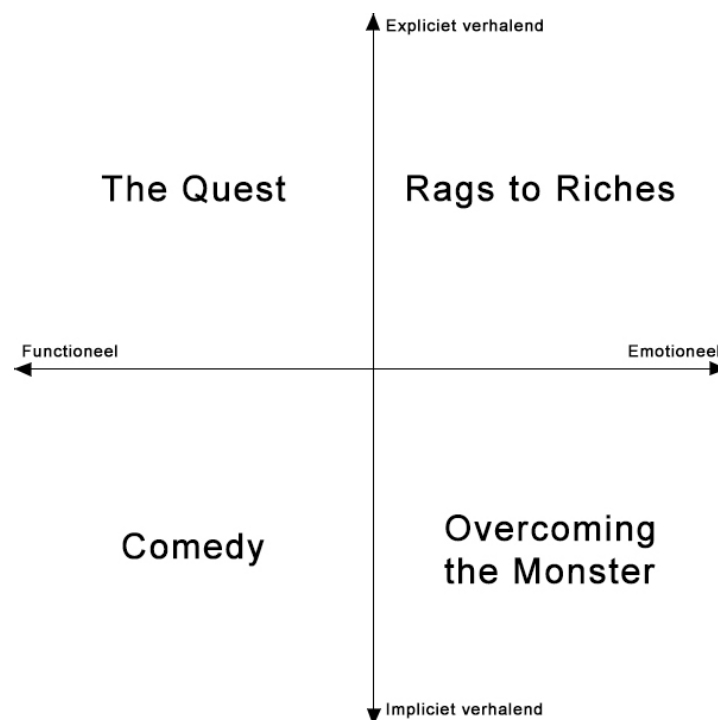 Expliciet verhalend
The Quest
Rags to Riches
Functioneel
Emotioneel
Comedy
Overcoming
the Monster
Impliciet verhalend